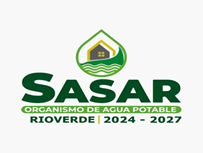 SASAR
ORGANISMO DE AGUA POTABLE
RIOVERDE | 2024 - 2027